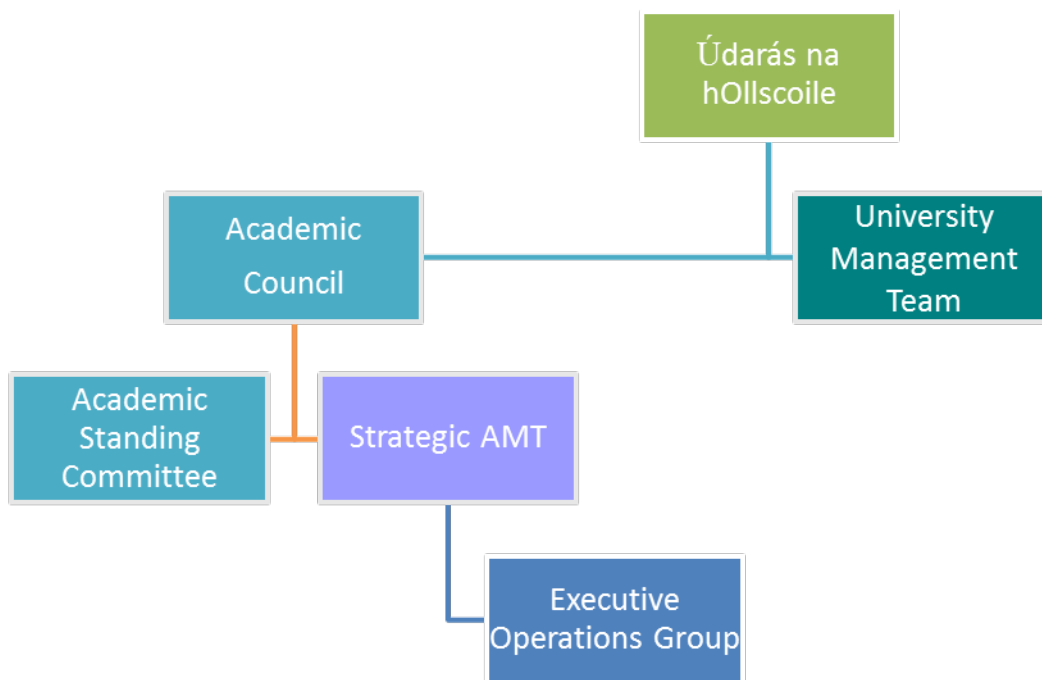 Údarás na
hOllscoile
Academic
Council
University
Management
Team
Academic
Standing
Committee
Strategic AMT
Executive
Operations Group